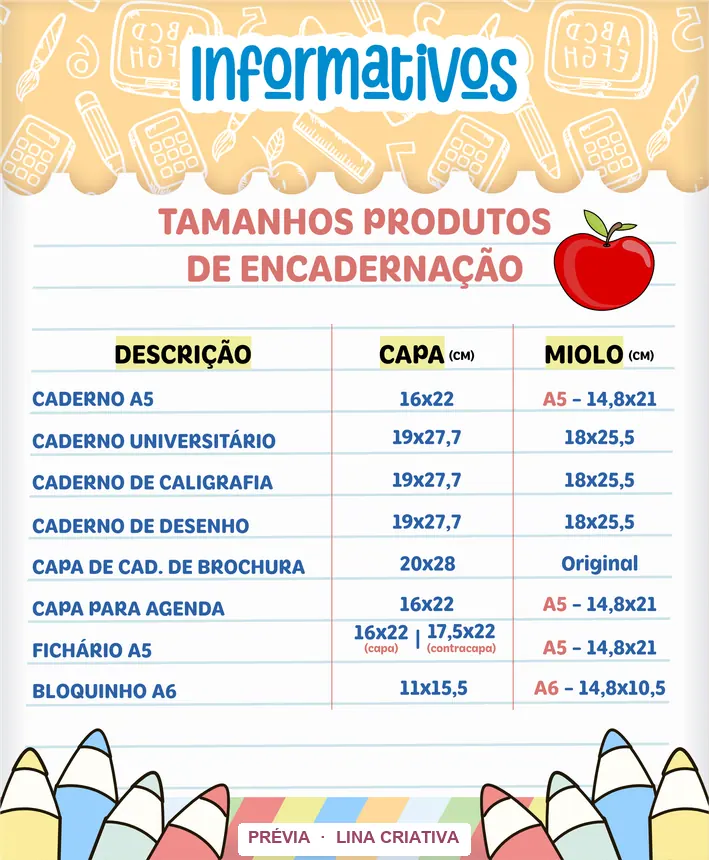 Informativos
TAMANHOS PRODUTOS
DE ENCADERNAÇÃO
DESCRIÇÃO CAPA (CM) MIOLO (CM)
CADERNO A5 16x22 A5 – 14,8x21
CADERNO UNIVERSITÁRIO 19x27,7 18x25,5
CADERNO DE CALIGRAFIA 19x27,7 18x25,5
CADERNO DE DESENHO 19x27,7 18x25,5
CAPA DE CAD. DE BROCHURA 20x28 Original
CAPA PARA AGENDA 16x22 A5 – 14,8x21
FICHÁRIO A5 16x22 (capa) | 17,5x22 (contracapa) A5 – 14,8x21
BLOQUINHO A6 11x15,5 A6 – 14,8x10,5
PRÉVIA · LINA CRIATIVA